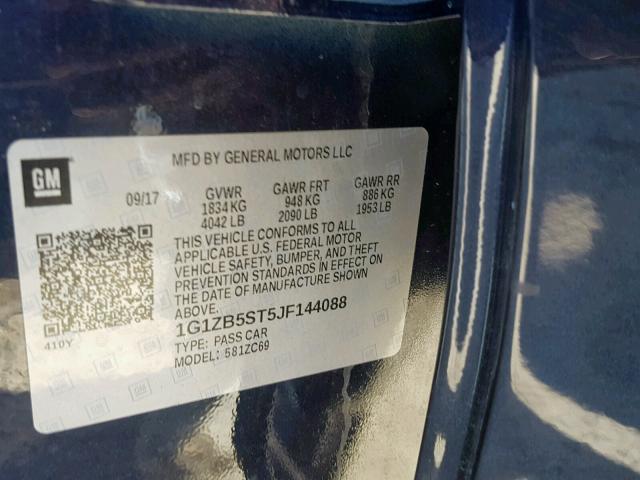 MFD BY GENERAL MOTORS LLC
GM
09/17
GVWR GAWR FRT GAWR RR
1834 KG 948 KG 886 KG
4042 LB 2090 LB 1953 LB
THIS VEHICLE CONFORMS TO ALL
APPLICABLE U.S. FEDERAL MOTOR
VEHICLE SAFETY, BUMPER, AND THEFT
PREVENTION STANDARDS IN EFFECT ON
THE DATE OF MANUFACTURE SHOWN
ABOVE.
1G1ZB5ST5JF144088
410Y
TYPE: PASS CAR
MODEL: 581ZC69